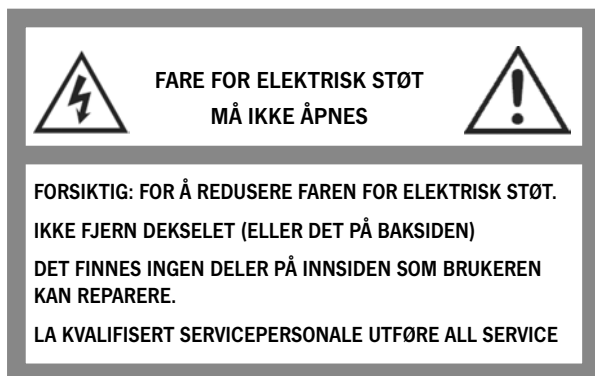 FARE FOR ELEKTRISK STØT
MÅ IKKE ÅPNES
FORSIKTIG: FOR Å REDUSERE FAREN FOR ELEKTRISK STØT.
IKKE FJERN DEKSELET (ELLER DET PÅ BAKSIDEN)
DET FINNES INGEN DELER PÅ INNSIDEN SOM BRUKEREN
KAN REPARERE.
LA KVALIFISERT SERVICEPERSONALE UTFØRE ALL SERVICE